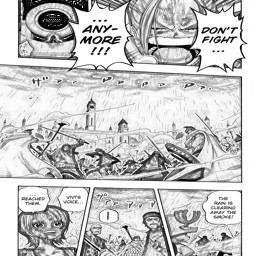 DON'T
FIGHT
...
...
ANY-
MORE
!!!
THE
RAIN IS
CLEARING
AWAY
THE
SMOKE!
!
VIVI'S
VOICE...
...
REACHED
THEM.